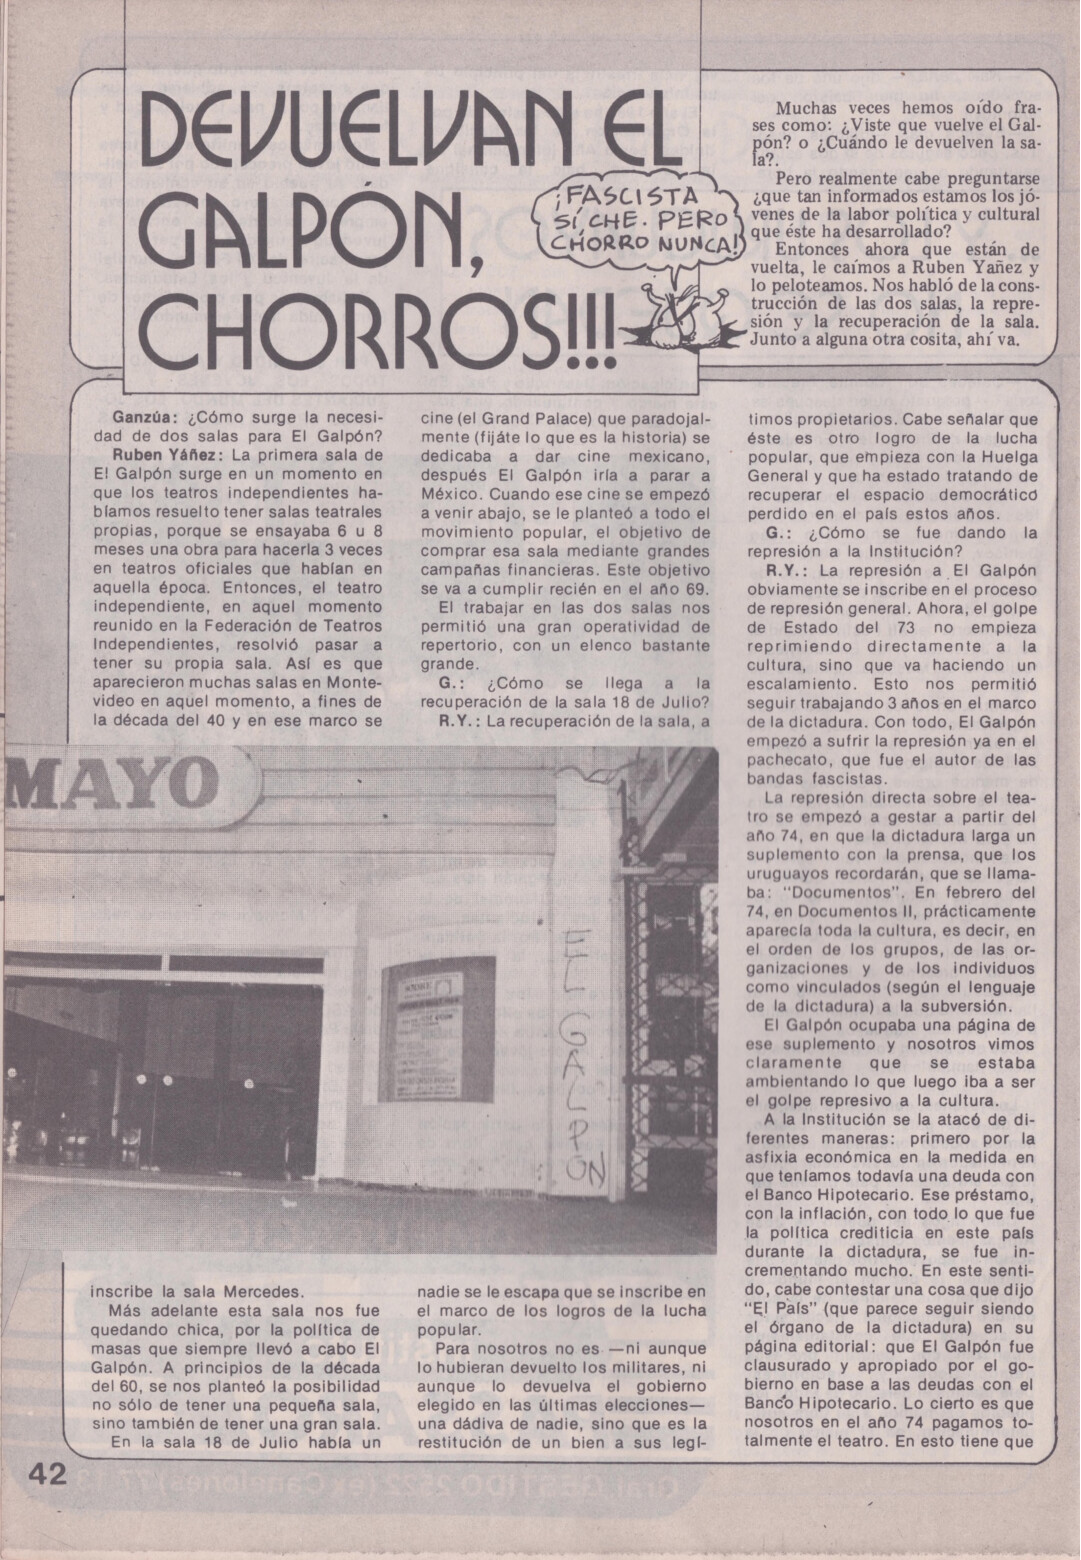 DEVUELVAN EL
GALPÓN,
CHORROS!!!
¡FASCISTA
SÍ, CHE. PERO
CHORRO NUNCA!
Muchas veces hemos oído fra-
ses como: ¿Viste que vuelve el Gal-
pón? o ¿Cuándo le devuelven la sa-
la?.
Pero realmente cabe preguntarse
¿que tan informados estamos los jó-
venes de la labor política y cultural
que éste ha desarrollado?
Entonces ahora que están de
vuelta, le caímos a Ruben Yañez y
lo peloteamos. Nos habló de la cons-
trucción de las dos salas, la repre-
sión y la recuperación de la sala.
Junto a alguna otra cosita, ahí va.
Ganzúa: ¿Cómo surge la necesi-
dad de dos salas para El Galpón?
Ruben Yáñez: La primera sala de
El Galpón surge en un momento en
que los teatros independientes ha-
bíamos resuelto tener salas teatrales
propias, porque se ensayaba 6 u 8
meses una obra para hacerla 3 veces
en teatros oficiales que habían en
aquella época. Entonces, el teatro
independiente, en aquel momento
reunido en la Federación de Teatros
Independientes, resolvió pasar a
tener su propia sala. Así es que
aparecieron muchas salas en Monte-
video en aquel momento, a fines de
la década del 40 y en ese marco se
inscribe la sala Mercedes.
Más adelante esta sala nos fue
quedando chica, por la política de
masas que siempre llevó a cabo El
Galpón. A principios de la década
del 60, se nos planteó la posibilidad
no sólo de tener una pequeña sala,
sino también de tener una gran sala.
En la sala 18 de Julio había un
cine (el Grand Palace) que paradojal-
mente (fijáte lo que es la historia) se
dedicaba a dar cine mexicano,
después El Galpón iría a parar a
México. Cuando ese cine se empezó
a venir abajo, se le planteó a todo el
movimiento popular, el objetivo de
comprar esa sala mediante grandes
campañas financieras. Este objetivo
se va a cumplir recién en el año 69.
El trabajar en las dos salas nos
permitió una gran operatividad de
repertorio, con un elenco bastante
grande.
G.: ¿Cómo se llega a la
recuperación de la sala 18 de Julio?
R.Y.: La recuperación de la sala, a
nadie se le escapa que se inscribe en
el marco de los logros de la lucha
popular.
Para nosotros no es —ni aunque
lo hubieran devuelto los militares, ni
aunque lo devuelva el gobierno
elegido en las últimas elecciones—
una dádiva de nadie, sino que es la
restitución de un bien a sus legí-
timos propietarios. Cabe señalar que
éste es otro logro de la lucha
popular, que empieza con la Huelga
General y que ha estado tratando de
recuperar el espacio democrático
perdido en el país estos años.
G.: ¿Cómo se fue dando la
represión a la Institución?
R.Y.: La represión a El Galpón
obviamente se inscribe en el proceso
de represión general. Ahora, el golpe
de Estado del 73 no empieza
reprimiendo directamente a la
cultura, sino que va haciendo un
escalamiento. Esto nos permitió
seguir trabajando 3 años en el marco
de la dictadura. Con todo, El Galpón
empezó a sufrir la represión ya en el
pachecato, que fue el autor de las
bandas fascistas.
La represión directa sobre el tea-
tro se empezó a gestar a partir del
año 74, en que la dictadura larga un
suplemento con la prensa, que los
uruguayos recordarán, que se llama-
ba: "Documentos". En febrero del
74, en Documentos II, prácticamente
aparecía toda la cultura, es decir, en
el orden de los grupos, de las or-
ganizaciones y de los individuos
como vinculados (según el lenguaje
de la dictadura) a la subversión.
El Galpón ocupaba una página de
ese suplemento y nosotros vimos
claramente que se estaba
ambientando lo que luego iba a ser
el golpe represivo a la cultura.
A la Institución se la atacó de di-
ferentes maneras: primero por la
asfixia económica en la medida en
que teníamos todavía una deuda con
el Banco Hipotecario. Ese préstamo,
con la inflación, con todo lo que fue
la política crediticia en este país
durante la dictadura, se fue in-
crementando mucho. En este senti-
do, cabe contestar una cosa que dijo
"El País" (que parece seguir siendo
el órgano de la dictadura) en su
página editorial: que El Galpón fue
clausurado y apropiado por el go-
bierno en base a las deudas con el
Banco Hipotecario. Lo cierto es que
nosotros en el año 74 pagamos to-
talmente el teatro. En esto tiene que
MAYO
EL GALPÓN
42